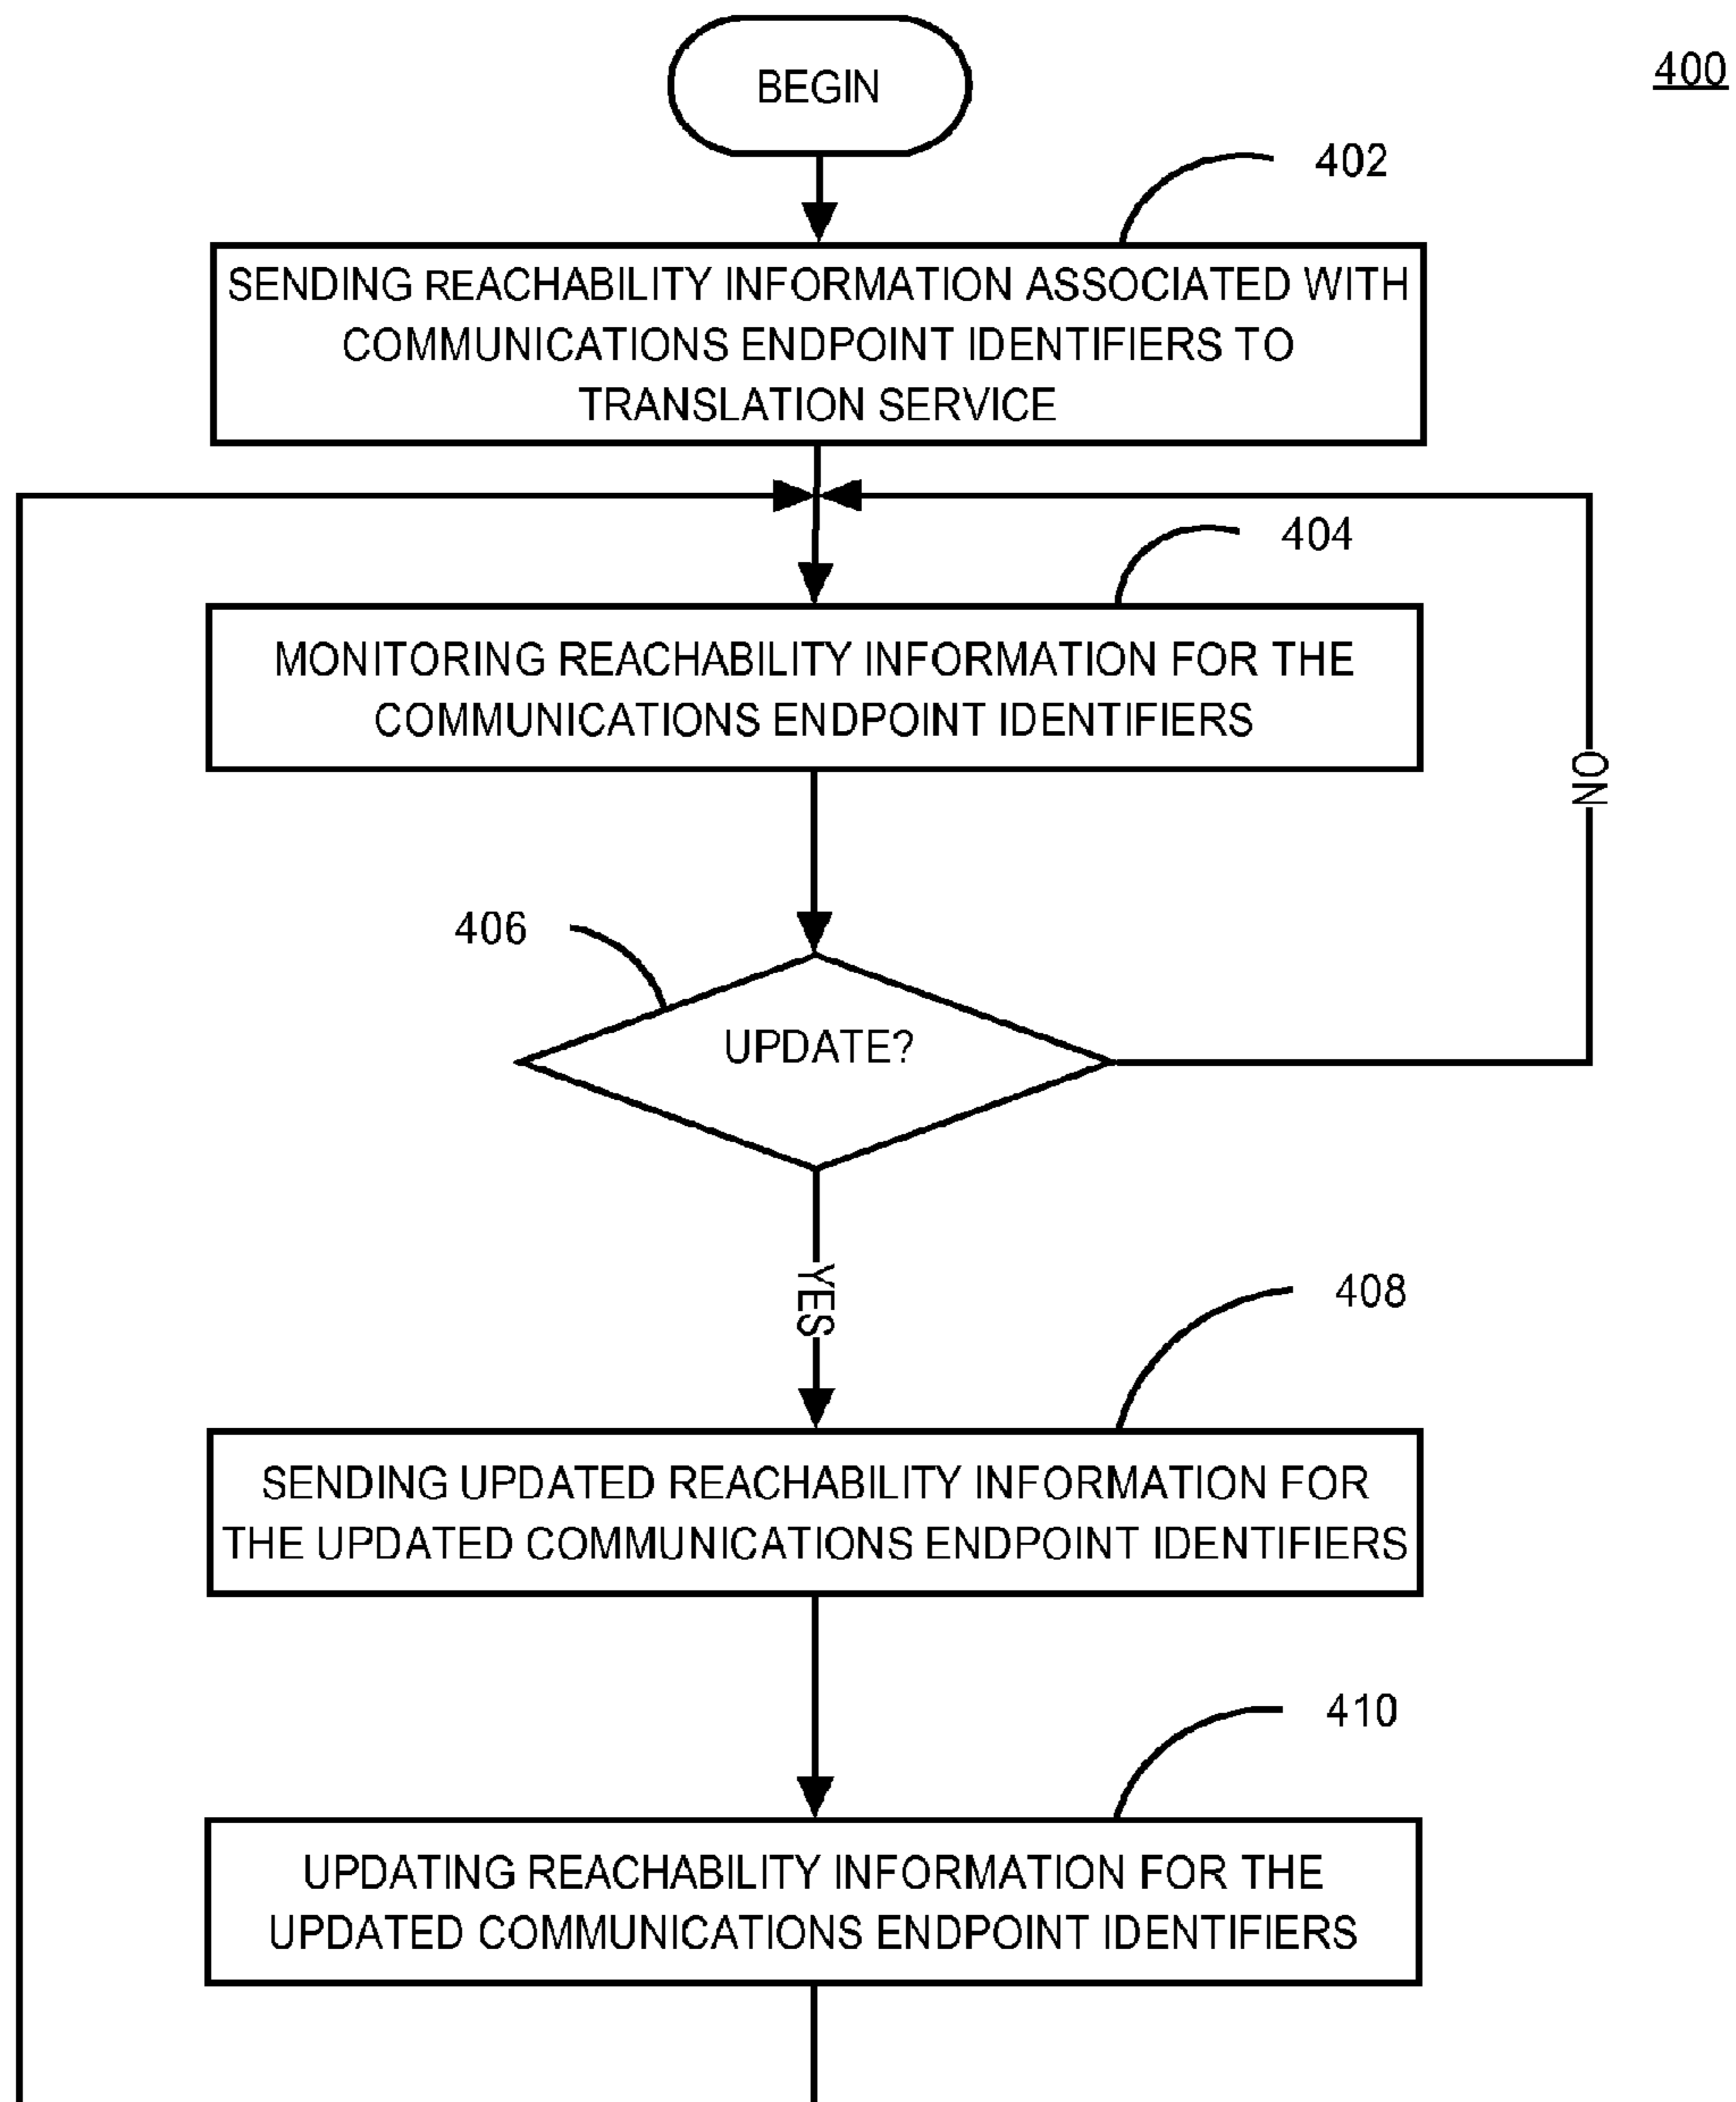 BEGIN
400
402
SENDING REACHABILITY INFORMATION ASSOCIATED WITH
COMMUNICATIONS ENDPOINT IDENTIFIERS TO
TRANSLATION SERVICE
404
MONITORING REACHABILITY INFORMATION FOR THE
COMMUNICATIONS ENDPOINT IDENTIFIERS
NO
406
UPDATE?
YES
408
SENDING UPDATED REACHABILITY INFORMATION FOR
THE UPDATED COMMUNICATIONS ENDPOINT IDENTIFIERS
410
UPDATING REACHABILITY INFORMATION FOR THE
UPDATED COMMUNICATIONS ENDPOINT IDENTIFIERS